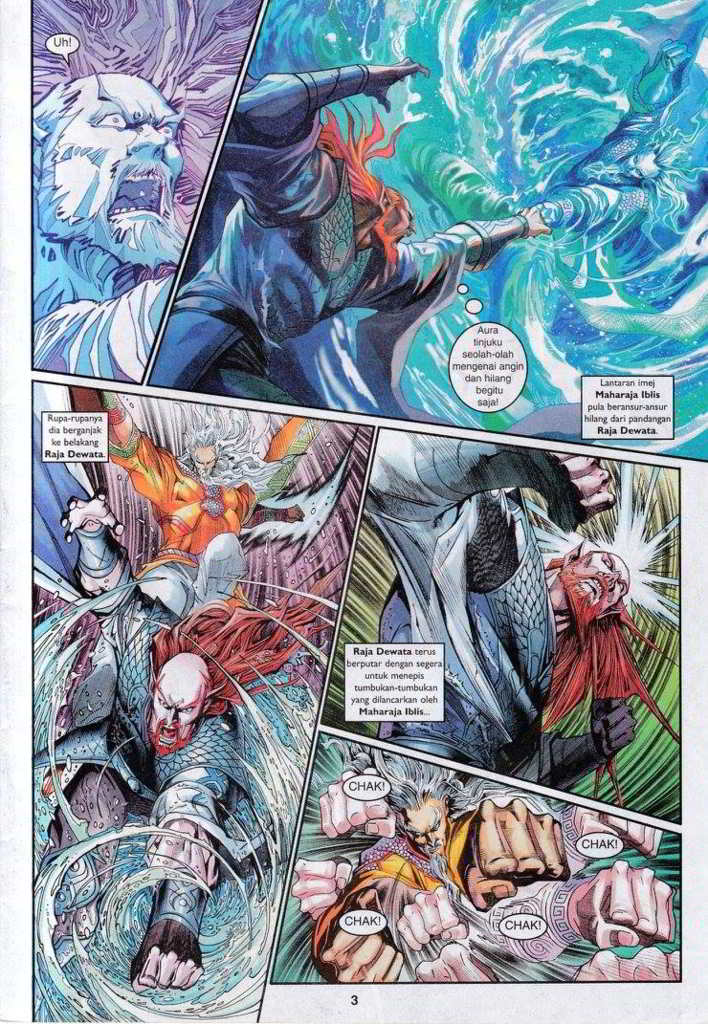 Uh!
Aura
tinjuku
seolah-olah
mengenai angin
dan hilang
begitu
saja!
Lantaran imej
Maharaja Iblis
pula beransur-ansur
hilang dari pandangan
Raja Dewata.
Rupa-rupanya
dia berganjak
ke belakang
Raja Dewata.
Raja Dewata terus
berputar dengan segera
untuk menepis
tumbukan-tumbukan
yang dilancarkan oleh
Maharaja Iblis...
CHAK!
CHAK!
CHAK!
CHAK!
3